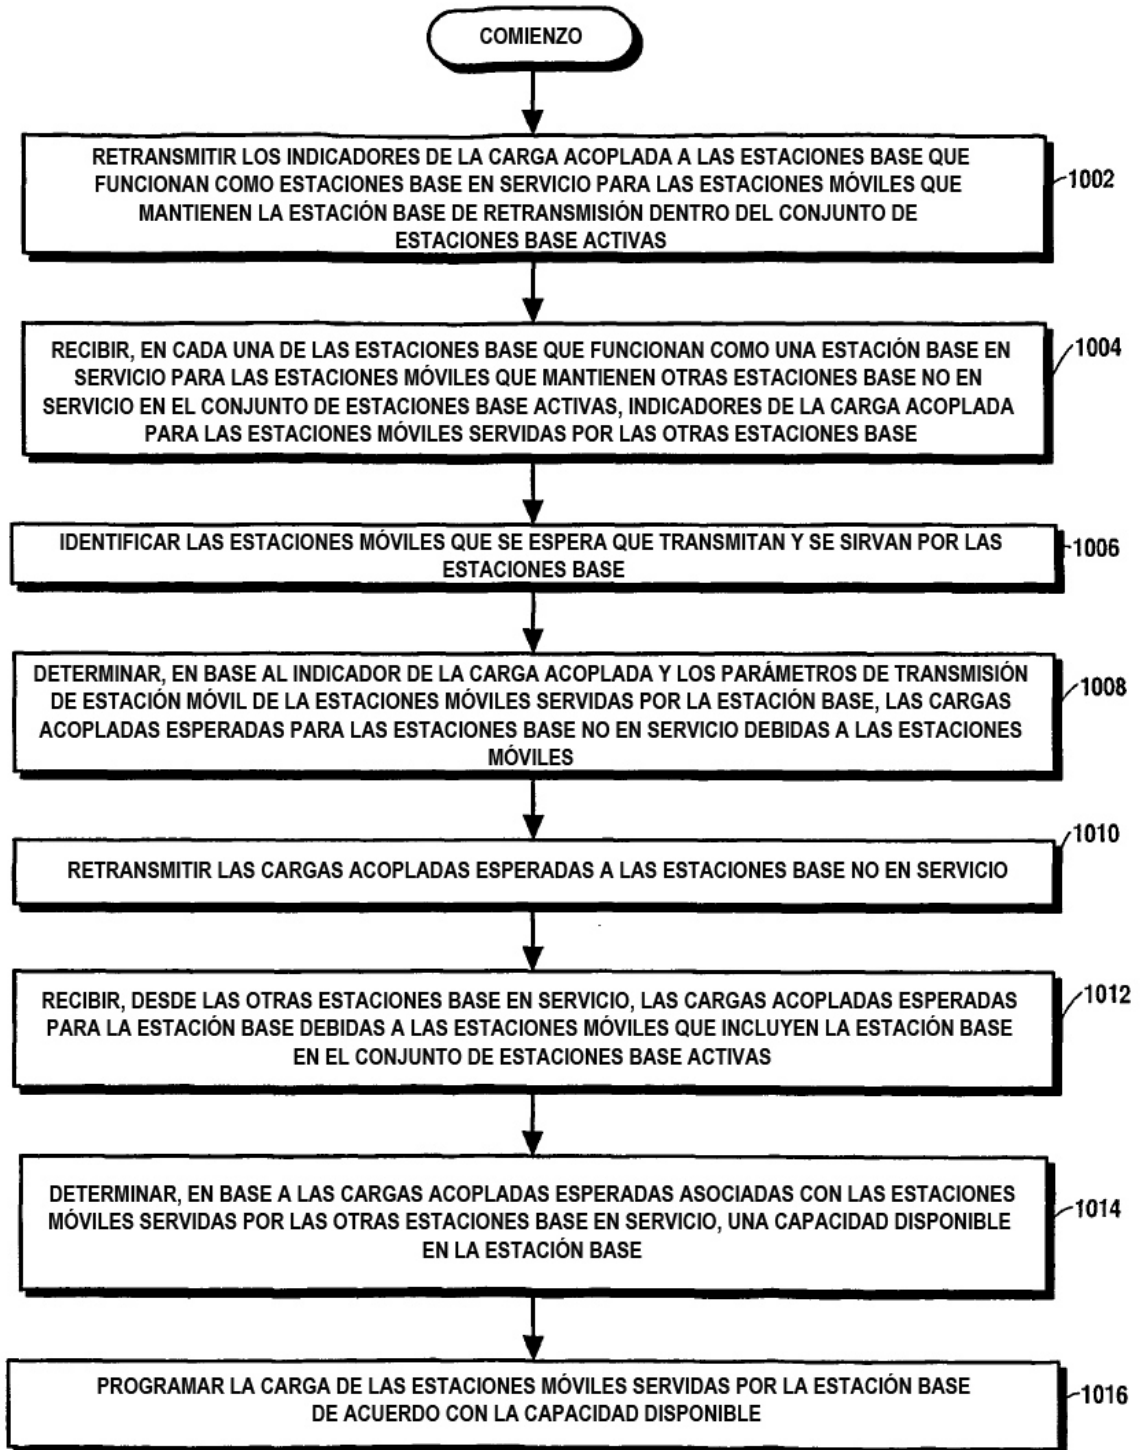 COMIENZO
RETRANSMITIR LOS INDICADORES DE LA CARGA ACOPLADA A LAS ESTACIONES BASE QUE
FUNCIONAN COMO ESTACIONES BASE EN SERVICIO PARA LAS ESTACIONES MÓVILES QUE
MANTIENEN LA ESTACIÓN BASE DE RETRANSMISIÓN DENTRO DEL CONJUNTO DE
ESTACIONES BASE ACTIVAS
1002
RECIBIR, EN CADA UNA DE LAS ESTACIONES BASE QUE FUNCIONAN COMO UNA ESTACIÓN BASE EN
SERVICIO PARA LAS ESTACIONES MÓVILES QUE MANTIENEN OTRAS ESTACIONES BASE NO EN
SERVICIO EN EL CONJUNTO DE ESTACIONES BASE ACTIVAS, INDICADORES DE LA CARGA ACOPLADA
PARA LAS ESTACIONES MÓVILES SERVIDAS POR LAS OTRAS ESTACIONES BASE
1004
IDENTIFICAR LAS ESTACIONES MÓVILES QUE SE ESPERA QUE TRANSMITAN Y SE SIRVAN POR LAS
ESTACIONES BASE
1006
DETERMINAR, EN BASE AL INDICADOR DE LA CARGA ACOPLADA Y LOS PARÁMETROS DE TRANSMISIÓN
DE ESTACIÓN MÓVIL DE LA ESTACIONES MÓVILES SERVIDAS POR LA ESTACIÓN BASE, LAS CARGAS
ACOPLADAS ESPERADAS PARA LAS ESTACIONES BASE NO EN SERVICIO DEBIDAS A LAS ESTACIONES
MÓVILES
1008
RETRANSMITIR LAS CARGAS ACOPLADAS ESPERADAS A LAS ESTACIONES BASE NO EN SERVICIO
1010
RECIBIR, DESDE LAS OTRAS ESTACIONES BASE EN SERVICIO, LAS CARGAS ACOPLADAS ESPERADAS
PARA LA ESTACIÓN BASE DEBIDAS A LAS ESTACIONES MÓVILES QUE INCLUYEN LA ESTACIÓN BASE
EN EL CONJUNTO DE ESTACIONES BASE ACTIVAS
1012
DETERMINAR, EN BASE A LAS CARGAS ACOPLADAS ESPERADAS ASOCIADAS CON LAS ESTACIONES
MÓVILES SERVIDAS POR LAS OTRAS ESTACIONES BASE EN SERVICIO, UNA CAPACIDAD DISPONIBLE
EN LA ESTACIÓN BASE
1014
PROGRAMAR LA CARGA DE LAS ESTACIONES MÓVILES SERVIDAS POR LA ESTACIÓN BASE
DE ACUERDO CON LA CAPACIDAD DISPONIBLE
1016